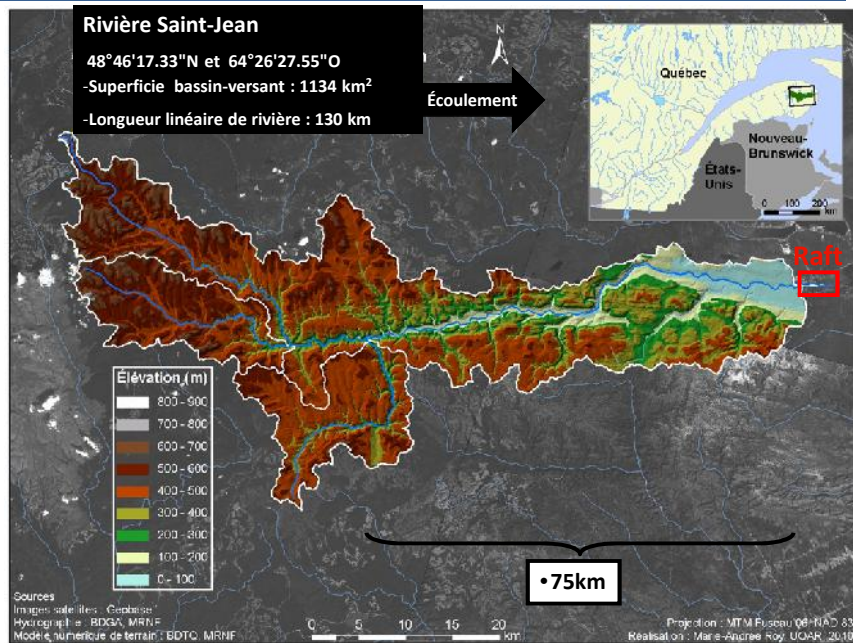 Rivière Saint-Jean
48°46'17.33"N et 64°26'27.55"O
-Superficie bassin-versant : 1134 km²
-Longueur linéaire de rivière : 130 km
N
Écoulement
Québec
Nouveau-
Brunswick
États-
Unis
0 100 200
km
Raft
Élévation (m)
800 - 900
700 - 800
600 - 700
500 - 600
400 - 500
300 - 400
200 - 300
100 - 200
0 - 100
•75km
Sources
Images satellites : Geobase
Hydrographie : BDGA, MRNF
Modèle numerique de terrain : BDTQ, MRNF
0 5 10 20
km
Projection : MTM Fuseau 06, NAD 83
Réalisation : Marie-Andree Roy, UQAR,